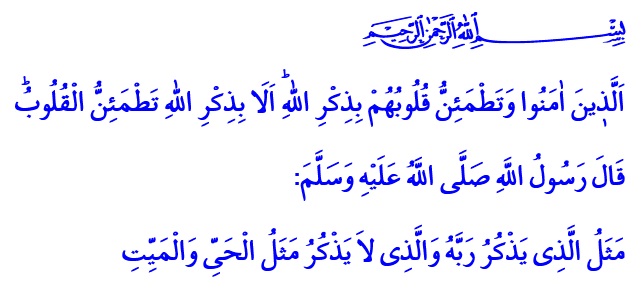 بِسْمِ اللهِ الرَّحْمٰنِ الرَّحِيمِ
اَلَّذ۪ينَ اٰمَنُوا وَتَطْمَئِنُّ قُلُوبُهُمْ بِذِكْرِ اللّٰهِۜ اَلَا بِذِكْرِ اللّٰهِ تَطْمَئِنُّ الْقُلُوبُۜ
قَالَ رَسُولُ اللَّهِ صَلَّى اللَّهُ عَلَيْهِ وَسَلَّمَ:
مَثَلُ الَّذِى يَذْكُرُ رَبَّهُ وَالَّذِى لاَ يَذْكُرُ مَثَلُ الْحَىِّ وَالْمَيِّتِ